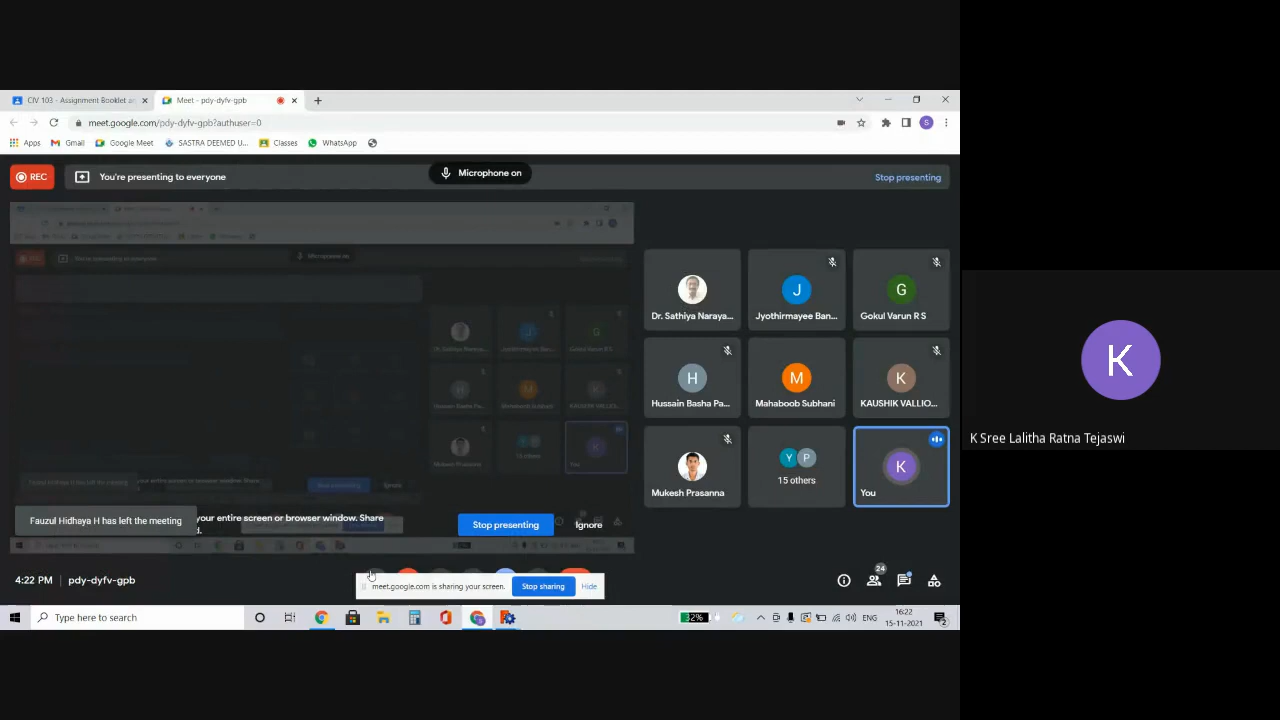 CIV 103 - Assignment Booklet an
Meet - pdy-dyfv-gpb
meet.google.com/pdy-dyfv-gpb?authuser=0
Apps
Gmail
Google Meet
SASTRA DEEMED U...
Classes
WhatsApp
REC
You're presenting to everyone
Microphone on
Stop presenting
Dr. Sathiya Naraya...
J
Jyothirmayee Ban...
G
Gokul Varun R S
H
Hussain Basha Pa...
M
Mahaboob Subhani
K
KAUSHIK VALLIO...
Mukesh Prasanna
Y P
15 others
K
You
K
K Sree Lalitha Ratna Tejaswi
Fauzul Hidhaya H has left the meeting
your entire screen or browser window. Share
d.
Stop presenting
Ignore
4:22 PM | pdy-dyfv-gpb
meet.google.com is sharing your screen.
Stop sharing
Hide
24
Type here to search
32%
ENG
16:22
15-11-2021
2